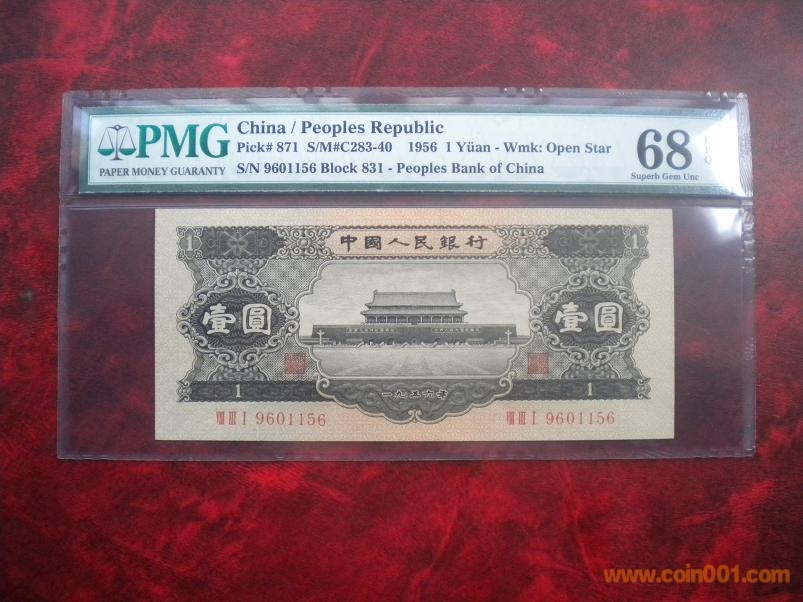 PMG
PAPER MONEY GUARANTY
China / Peoples Republic
Pick# 871 S/M#C283-40 1956 1 Yüan - Wmk: Open Star
S/N 9601156 Block 831 - Peoples Bank of China
68 EPQ
Superb Gem Unc
1 中國人民銀行 1
壹圓 壹圓
1 一九五六年 1
VIII III I 9601156 VIII III I 9601156
www.coin001.com